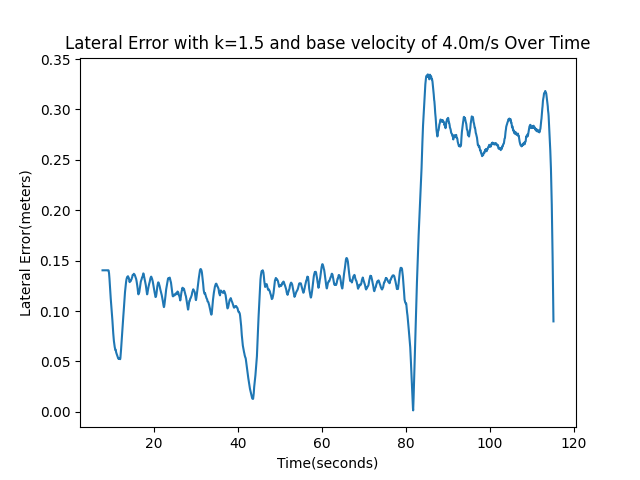 Lateral Error with k=1.5 and base velocity of 4.0m/s Over Time
0.35
0.30
0.25
0.20
0.15
0.10
0.05
0.00
Lateral Error(meters)
20 40 60 80 100 120
Time(seconds)